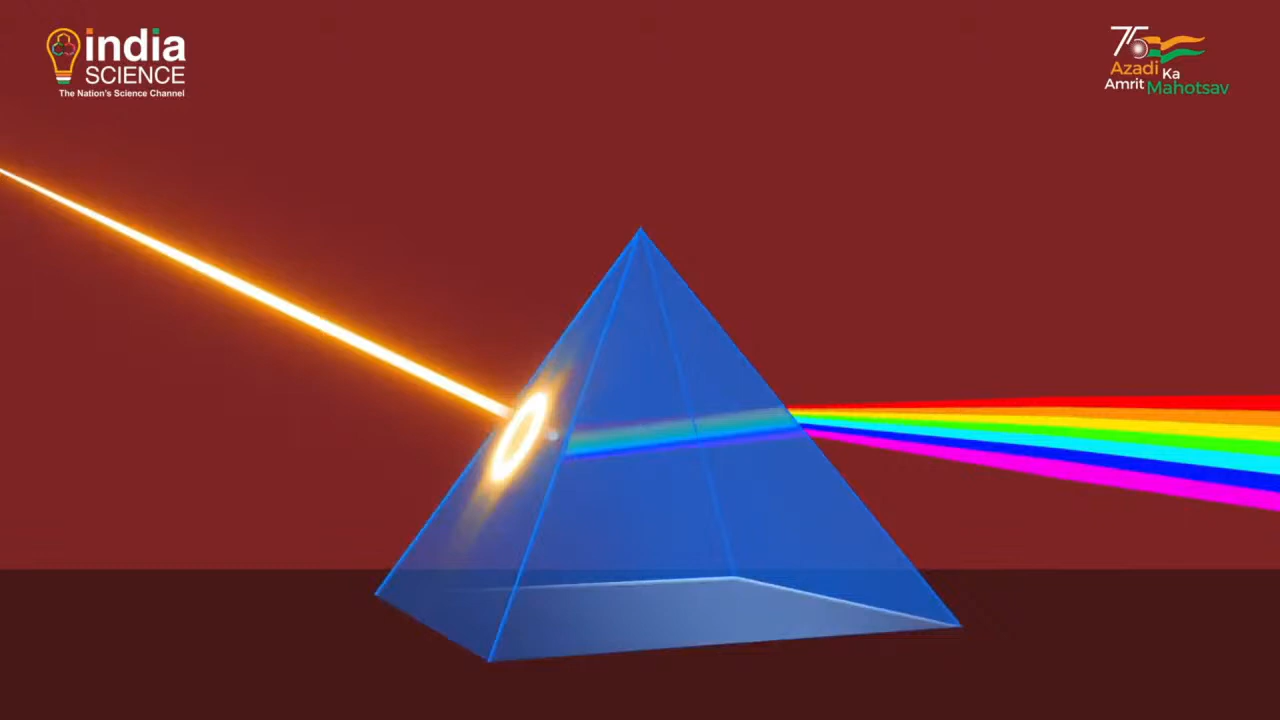 india
SCIENCE
The Nation's Science Channel
75
Azadi Ka
Amrit Mahotsav